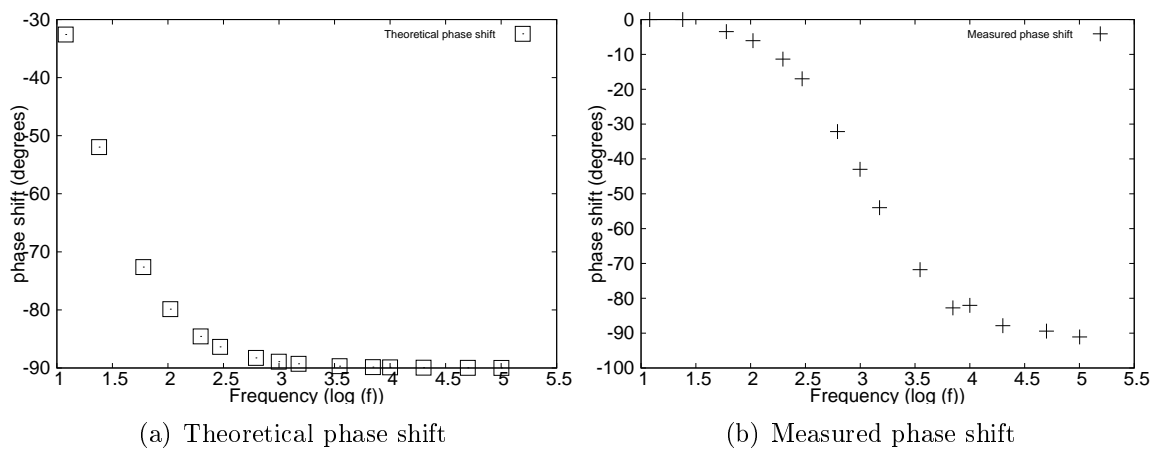 -30
-40
-50
-60
-70
-80
-90
phase shift (degrees)
Theoretical phase shift
1 1.5 2 2.5 3 3.5 4 4.5 5 5.5
Frequency (log (f))
(a) Theoretical phase shift
0
-10
-20
-30
-40
-50
-60
-70
-80
-90
-100
phase shift (degrees)
Measured phase shift
1 1.5 2 2.5 3 3.5 4 4.5 5 5.5
Frequency (log (f))
(b) Measured phase shift